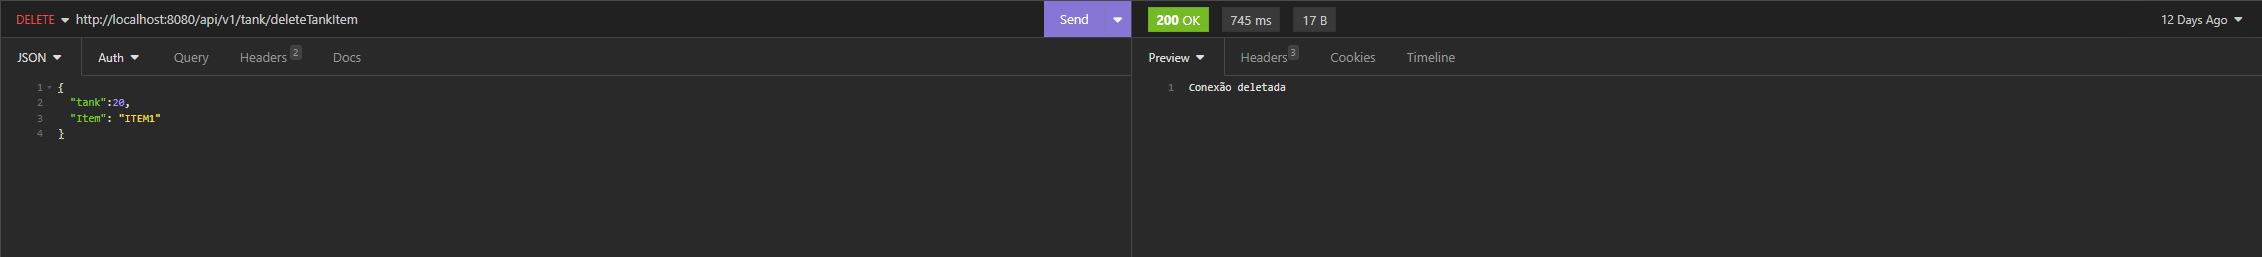 DELETE http://localhost:8080/api/v1/tank/deleteTankItem Send 200 OK 745 ms 17 B 12 Days Ago
JSON Auth Query Headers 2 Docs Preview Headers 3 Cookies Timeline
1 { 1 Conexão deletada
2 "tank":20,
3 "Item": "ITEM1"
4 }